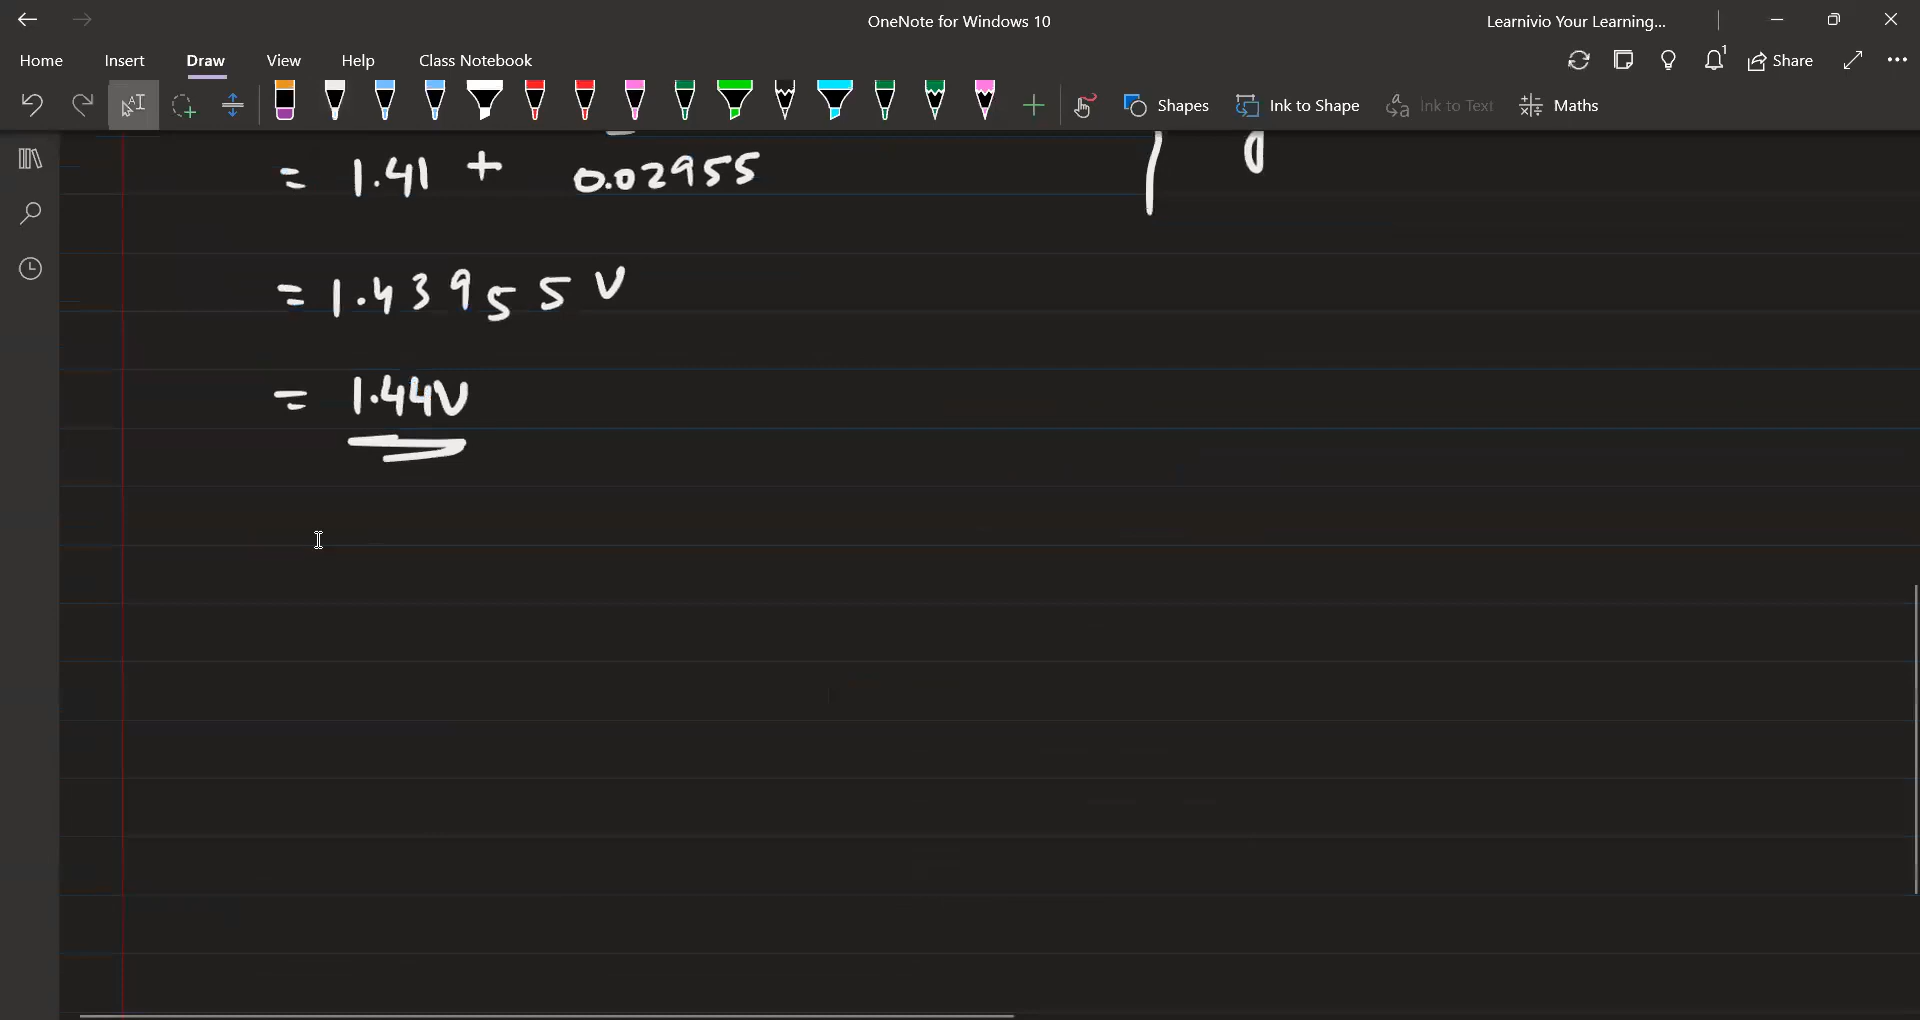 OneNote for Windows 10
Learnivio Your Learning...
Home Insert Draw View Help Class Notebook
Share
Shapes Ink to Shape Ink to Text Maths
= 1.41 + 0.02955
= 1.43955 V
= 1.44V